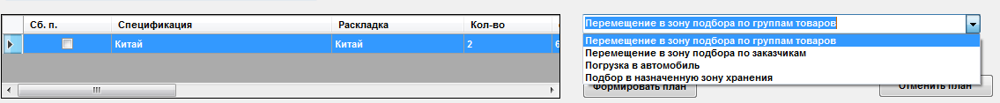 Сб. п. Спецификация Раскладка Кол-во
Китай Китай 2 6
Перемещение в зону подбора по группам товаров
Перемещение в зону подбора по группам товаров
Перемещение в зону подбора по заказчикам
Погрузка в автомобиль
Подбор в назначенную зону хранения
Формировать план Отменить план